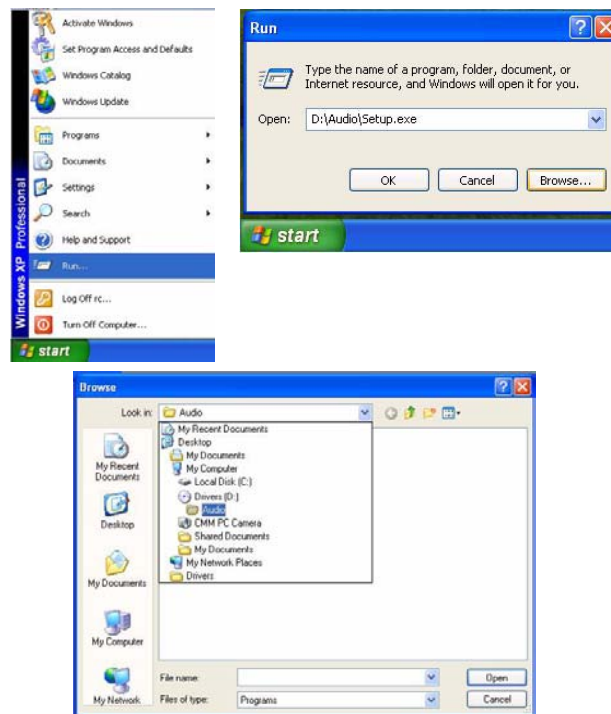 Activate Windows
Set Program Access and Defaults
Windows Catalog
Windows Update
Programs
Documents
Settings
Search
Help and Support
Run...
Log Off rc...
Turn Off Computer...
Windows XP Professional
start
Run
Type the name of a program, folder, document, or
Internet resource, and Windows will open it for you.
Open: D:\Audio\Setup.exe
OK Cancel Browse...
start
Browse
Look in: Audio
My Recent Documents
Desktop
My Documents
My Computer
Local Disk (C:)
Drivers (D:)
Audio
CMM PC Camera
Shared Documents
My Documents
My Network Places
Drivers
My Recent
Documents
Desktop
My Documents
My Computer
My Network
File name: Open
Files of type: Programs Cancel